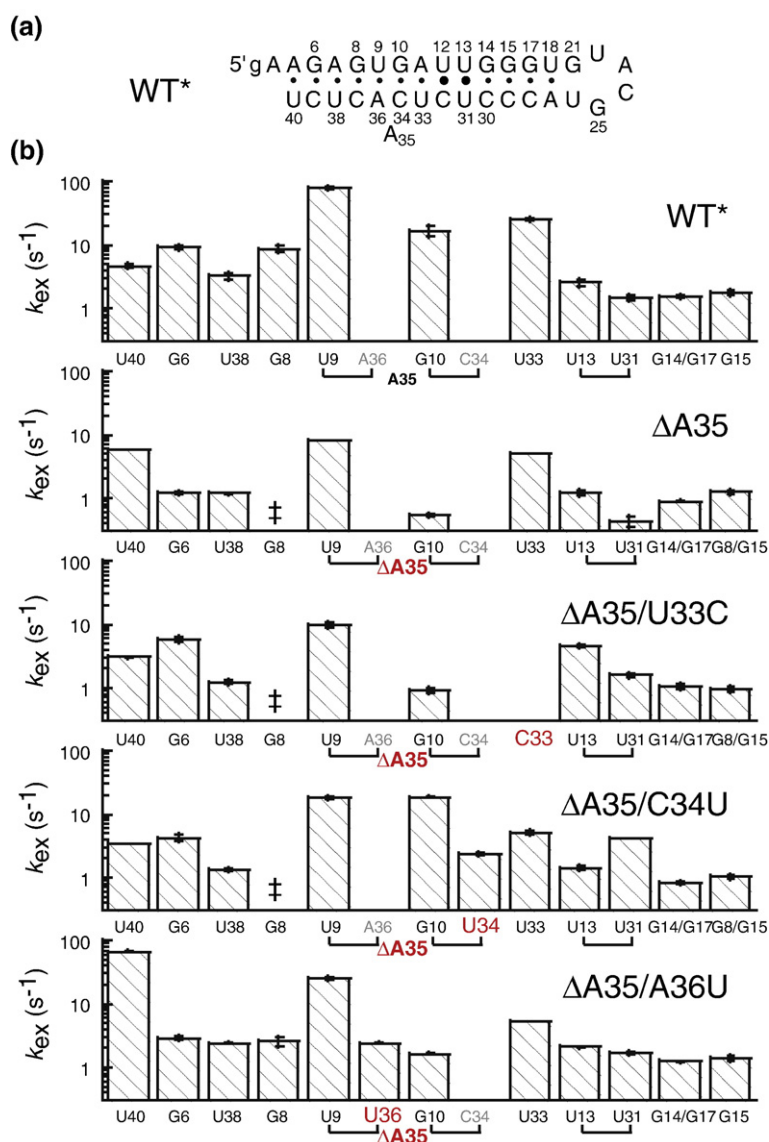 (a)
6 8 9 10 12 13 14 15 17 18 21
5' g A A G A G U G A U U G G G U G U A
WT*
U C U C A C U C U C C C A U G C
40 38 36 34 33 31 30 25
A35
(b)
100
10
1
kex (s-1)
WT*
U40 G6 U38 G8 U9 A36 G10 C34 U33 U13 U31 G14/G17 G15
A35
100
10
1
kex (s-1)
ΔA35
U40 G6 U38 G8 U9 A36 G10 C34 U33 U13 U31 G14/G17 G8/G15
ΔA35
100
10
1
kex (s-1)
ΔA35/U33C
U40 G6 U38 G8 U9 A36 G10 C34 C33 U13 U31 G14/G17 G8/G15
ΔA35
100
10
1
kex (s-1)
ΔA35/C34U
U40 G6 U38 G8 U9 A36 G10 U34 U33 U13 U31 G14/G17 G8/G15
ΔA35
100
10
1
kex (s-1)
ΔA35/A36U
U40 G6 U38 G8 U9 U36 G10 C34 U33 U13 U31 G14/G17 G15
ΔA35